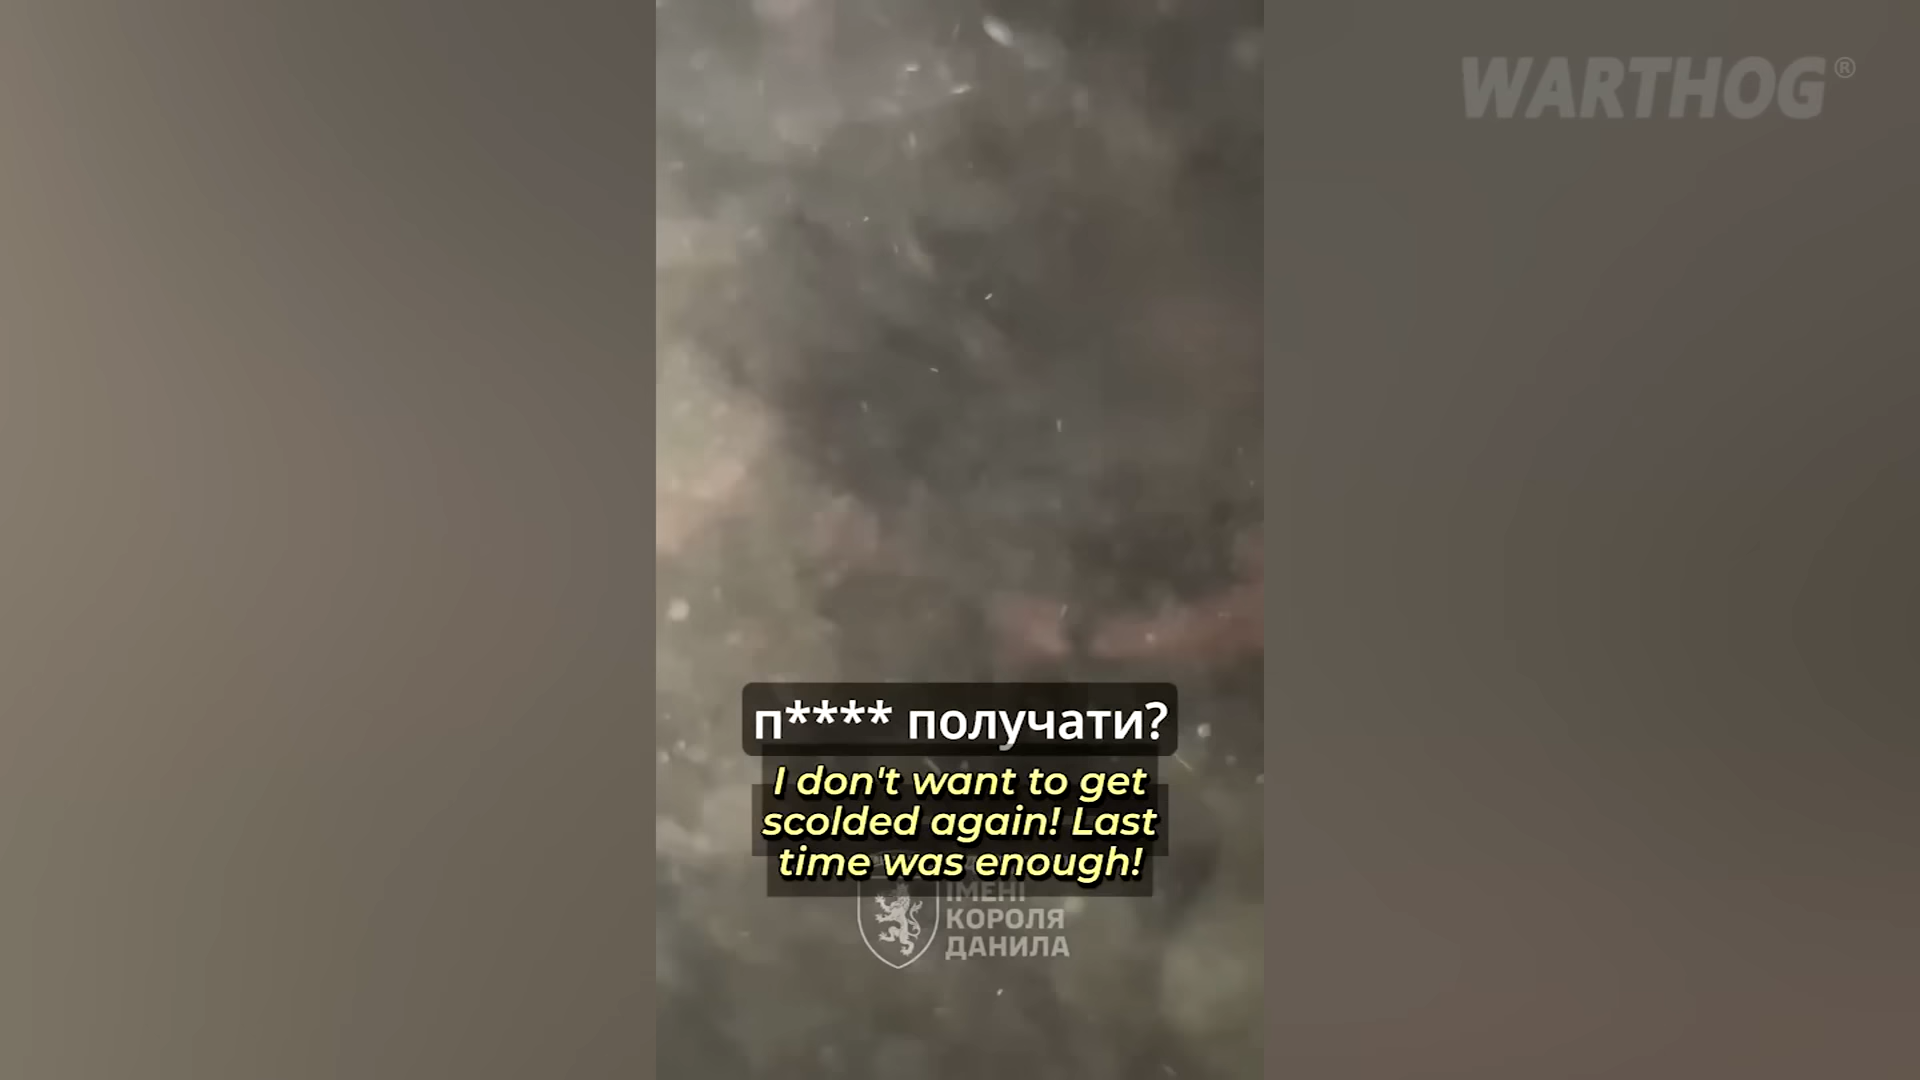 WARTHOG®
п**** получати?
I don't want to get
scolded again! Last
time was enough!
ІМЕНІ
КОРОЛЯ
ДАНИЛА